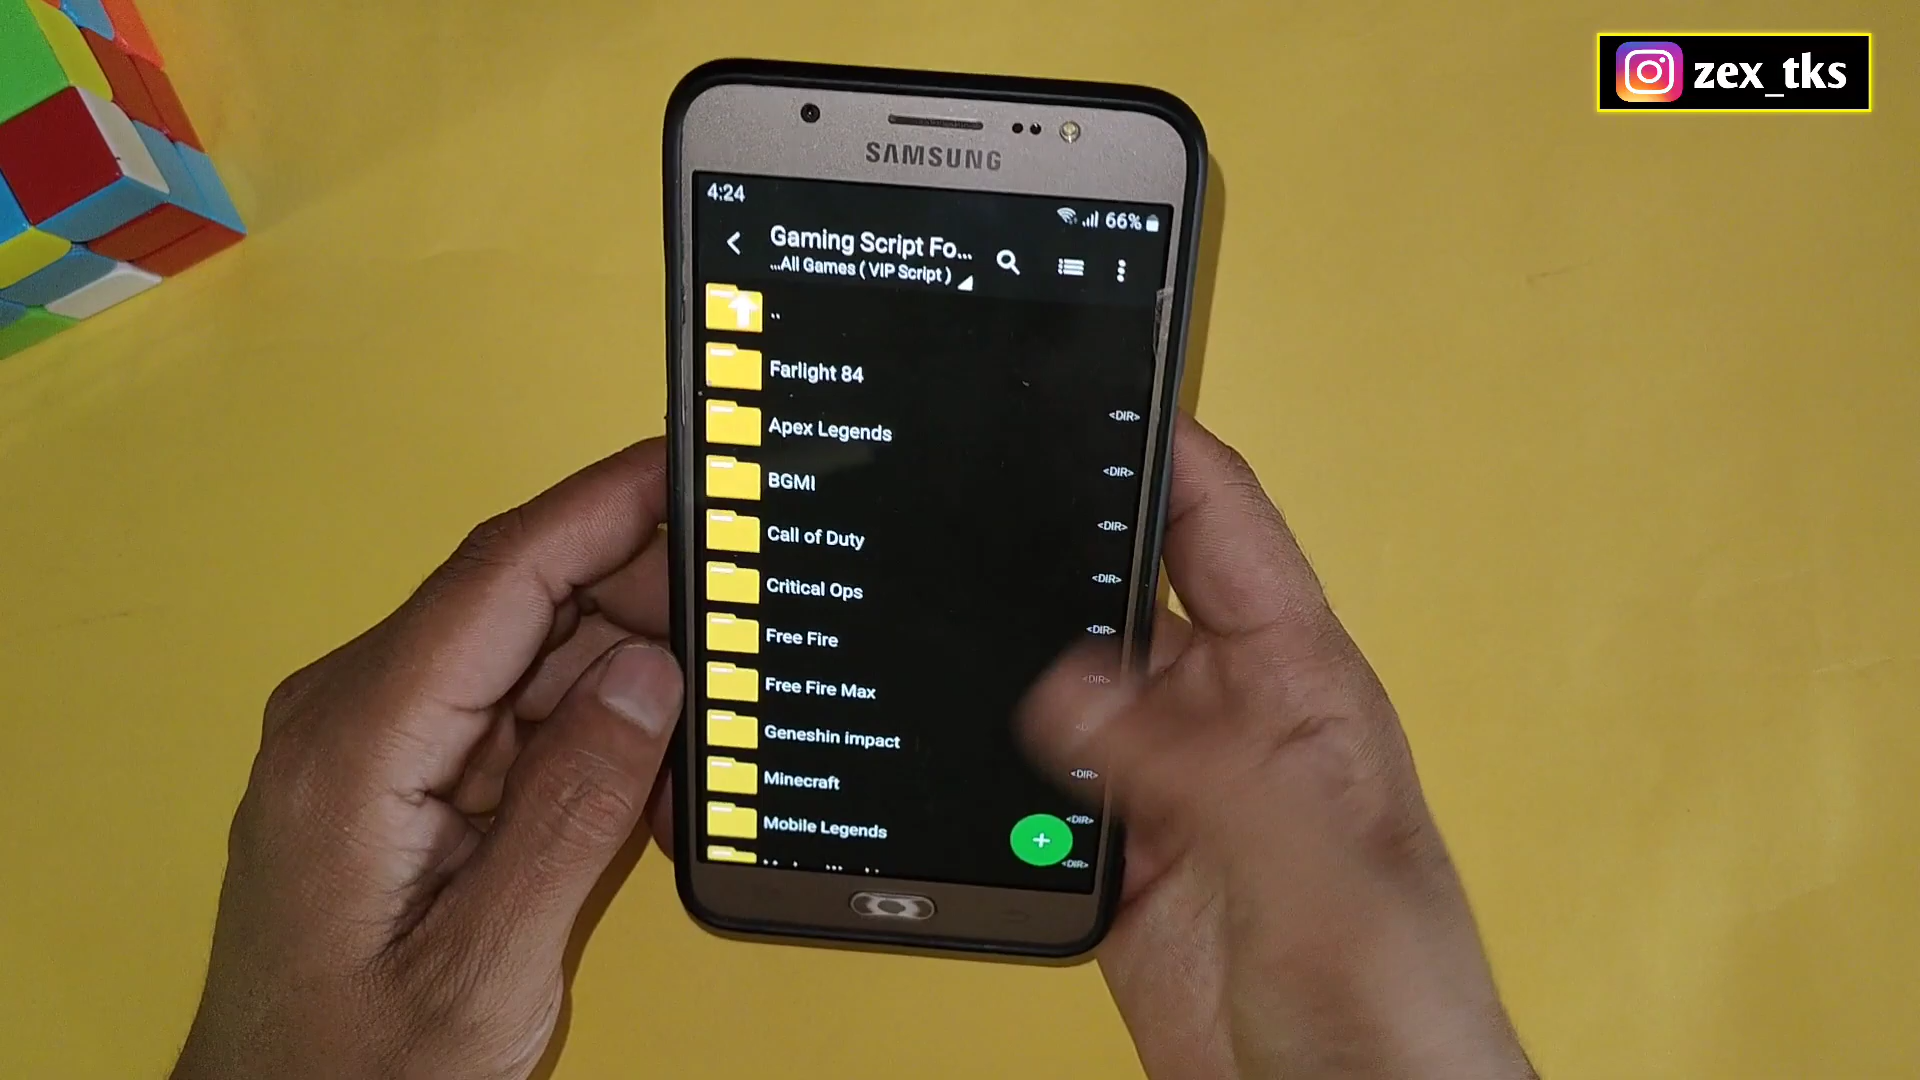 zex_tks
SAMSUNG
4:24
66%
Gaming Script Fo...
...All Games ( VIP Script )
..
Farlight 84
<DIR>
Apex Legends
<DIR>
BGMI
<DIR>
Call of Duty
<DIR>
Critical Ops
<DIR>
Free Fire
<DIR>
Free Fire Max
Geneshin impact
<DIR>
Minecraft
<DIR>
Mobile Legends
<DIR>